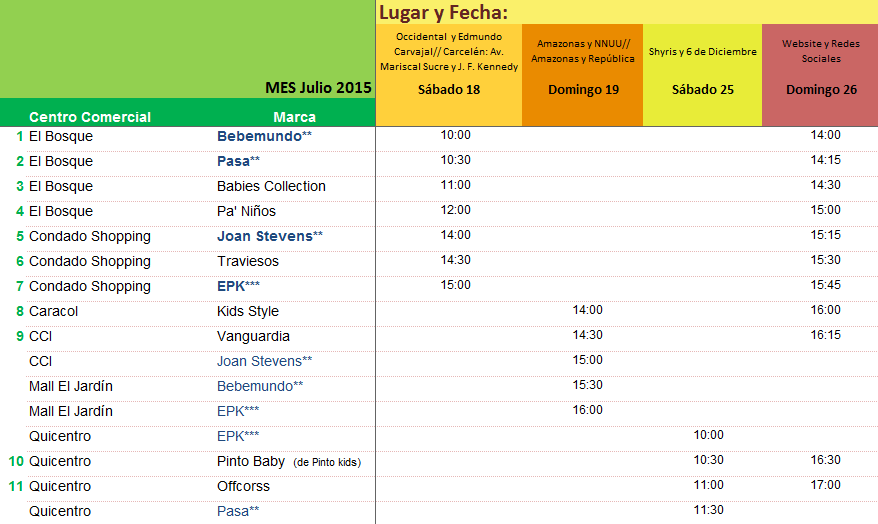 Lugar y Fecha:
Occidental y Edmundo Carvajal// Carcelén: Av. Mariscal Sucre y J. F. Kennedy
Amazonas y NNUU// Amazonas y República
Shyris y 6 de Diciembre
Website y Redes Sociales
MES Julio 2015 Sábado 18 Domingo 19 Sábado 25 Domingo 26
Centro Comercial Marca
1 El Bosque Bebemundo** 10:00 14:00
2 El Bosque Pasa** 10:30 14:15
3 El Bosque Babies Collection 11:00 14:30
4 El Bosque Pa' Niños 12:00 15:00
5 Condado Shopping Joan Stevens** 14:00 15:15
6 Condado Shopping Traviesos 14:30 15:30
7 Condado Shopping EPK*** 15:00 15:45
8 Caracol Kids Style 14:00 16:00
9 CCI Vanguardia 14:30 16:15
CCI Joan Stevens** 15:00
Mall El Jardín Bebemundo** 15:30
Mall El Jardín EPK*** 16:00
Quicentro EPK*** 10:00
10 Quicentro Pinto Baby (de Pinto kids) 10:30 16:30
11 Quicentro Offcorss 11:00 17:00
Quicentro Pasa** 11:30